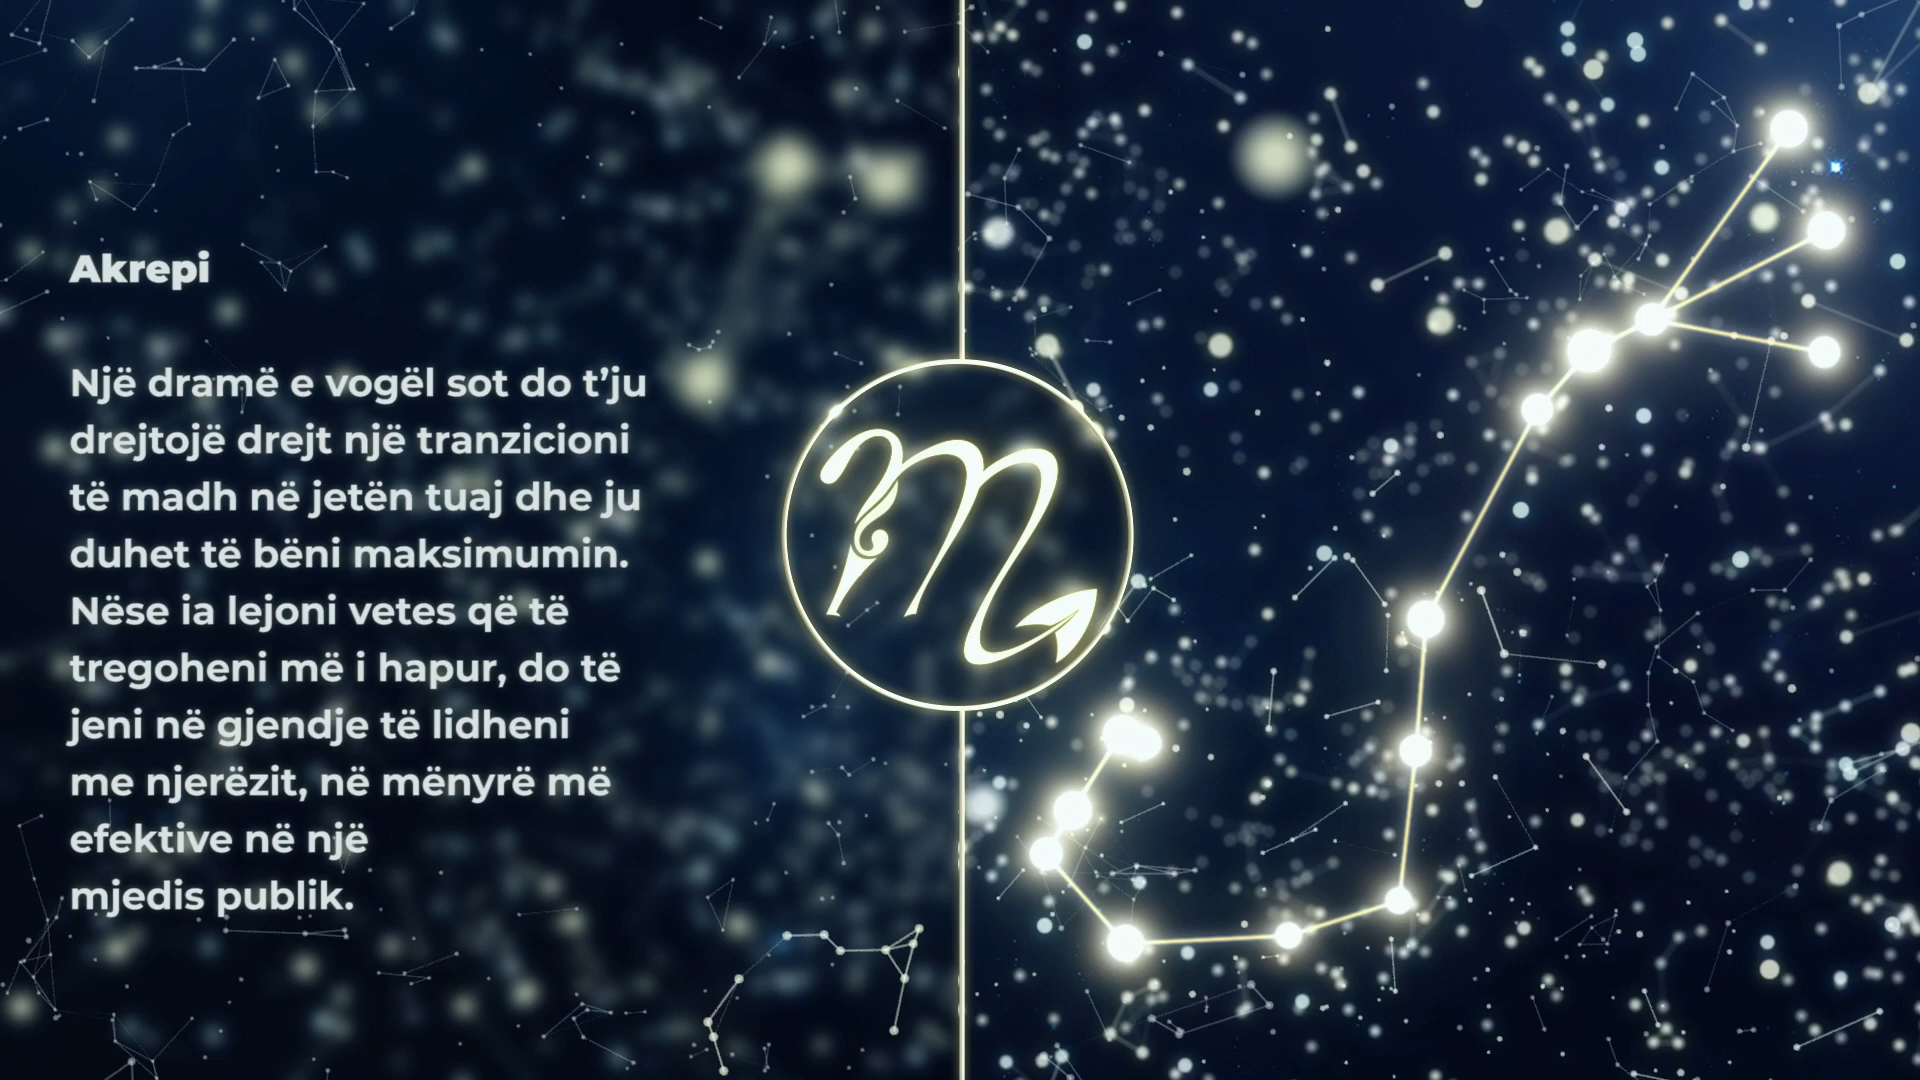 Akrepi
Një dramë e vogël sot do t’ju
drejtojë drejt një tranzicioni
të madh në jetën tuaj dhe ju
duhet të bëni maksimumin.
Nëse ia lejoni vetes që të
tregoheni më i hapur, do të
jeni në gjendje të lidheni
me njerëzit, në mënyrë më
efektive në një
mjedis publik.